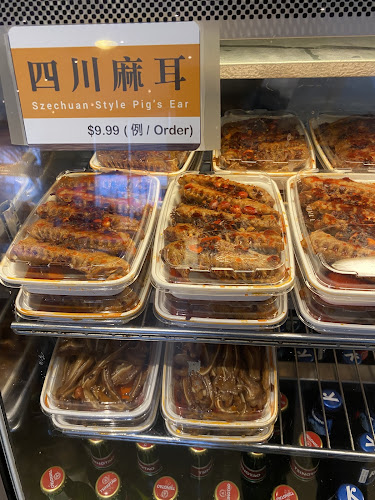 四川麻耳
Szechuan-Style Pig's Ear
$9.99 (例 / Order)